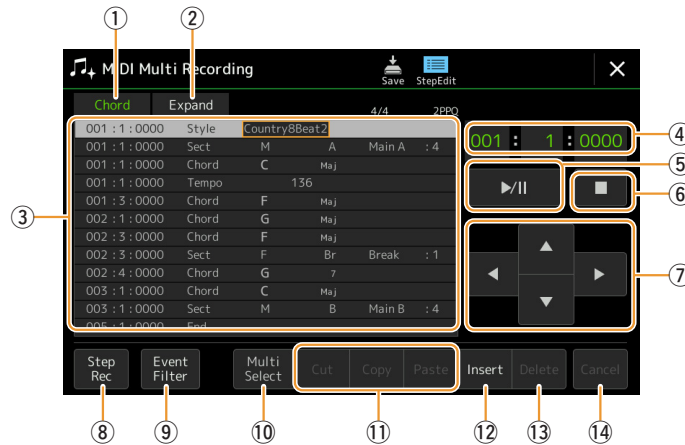 ① ②
MIDI Multi Recording Save StepEdit ×
Chord Expand 4/4 2PPQ
001 : 1 : 0000 Style Country8Beat2
001 : 1 : 0000 Sect M A Main A : 4
001 : 1 : 0000 Chord C Maj
001 : 1 : 0000 Tempo 136
001 : 3 : 0000 Chord F Maj
002 : 1 : 0000 Chord G Maj
002 : 3 : 0000 Chord F Maj
002 : 3 : 0000 Sect F Br Break : 1
002 : 4 : 0000 Chord G 7
003 : 1 : 0000 Chord C Maj
003 : 1 : 0000 Sect M B Main B : 4
005 : 1 : 0000 End
③
001 : 1 : 0000 ④
▶/II ⑤
■ ⑥
▲
◀ ▶ ⑦
▼
Step Rec
Event Filter
Multi Select
Cut Copy Paste Insert Delete Cancel
⑧ ⑨ ⑩ ⑪ ⑫ ⑬ ⑭